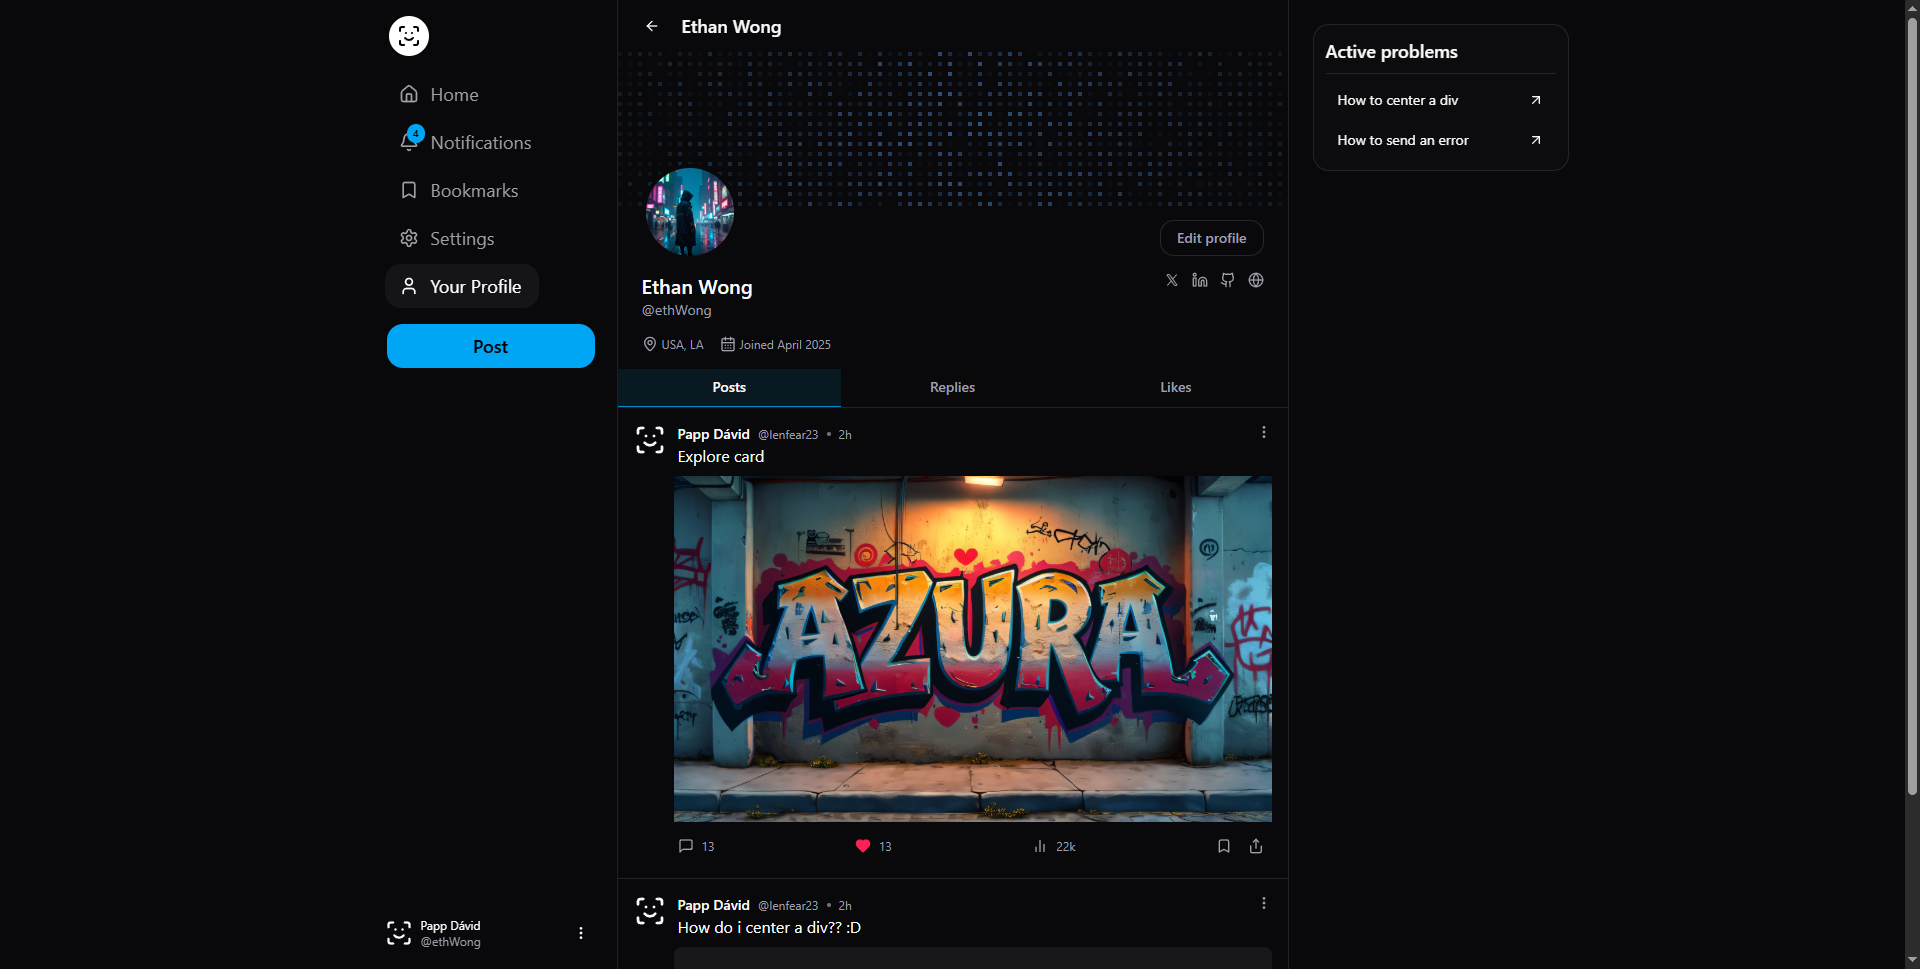 Home
4
Notifications
Bookmarks
Settings
Your Profile
Post
Papp Dávid
@ethWong
Ethan Wong
Edit profile
Ethan Wong
@ethWong
USA, LA
Joined April 2025
Posts
Replies
Likes
Papp Dávid @lenfear23 • 2h
Explore card
AZURA
13
13
22k
Papp Dávid @lenfear23 • 2h
How do i center a div?? :D
Active problems
How to center a div
How to send an error